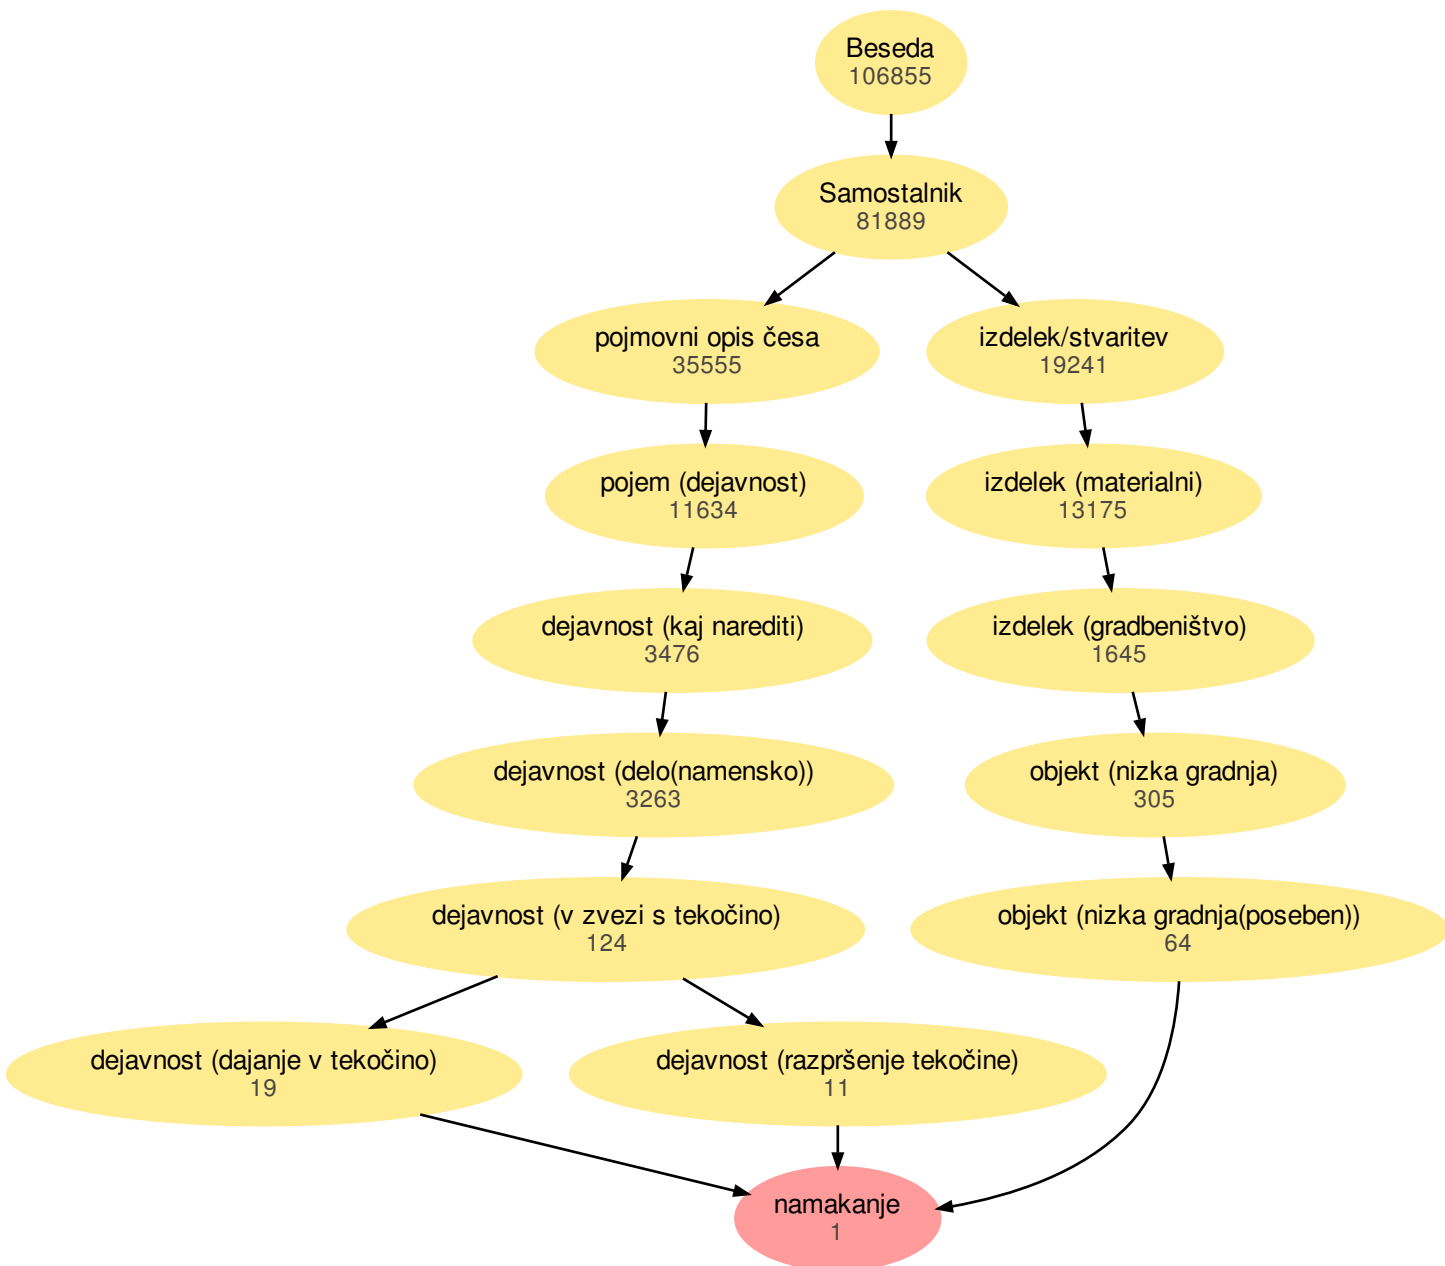 Beseda
106855
Samostalnik
81889
pojmovni opis česa
35555
izdelek/stvaritev
19241
pojem (dejavnost)
11634
izdelek (materialni)
13175
dejavnost (kaj narediti)
3476
izdelek (gradbeništvo)
1645
dejavnost (delo(namensko))
3263
objekt (nizka gradnja)
305
dejavnost (v zvezi s tekočino)
124
objekt (nizka gradnja(poseben))
64
dejavnost (dajanje v tekočino)
19
dejavnost (razpršenje tekočine)
11
namakanje
1